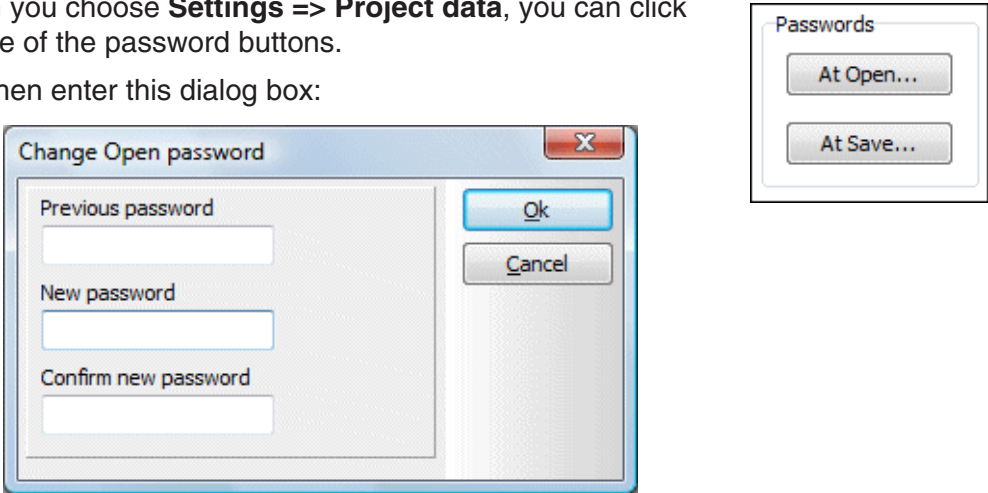 you choose Settings => Project data, you can click
of the password buttons.
enter this dialog box:
Passwords
At Open...
At Save...
Change Open password
Previous password
New password
Confirm new password
Ok
Cancel